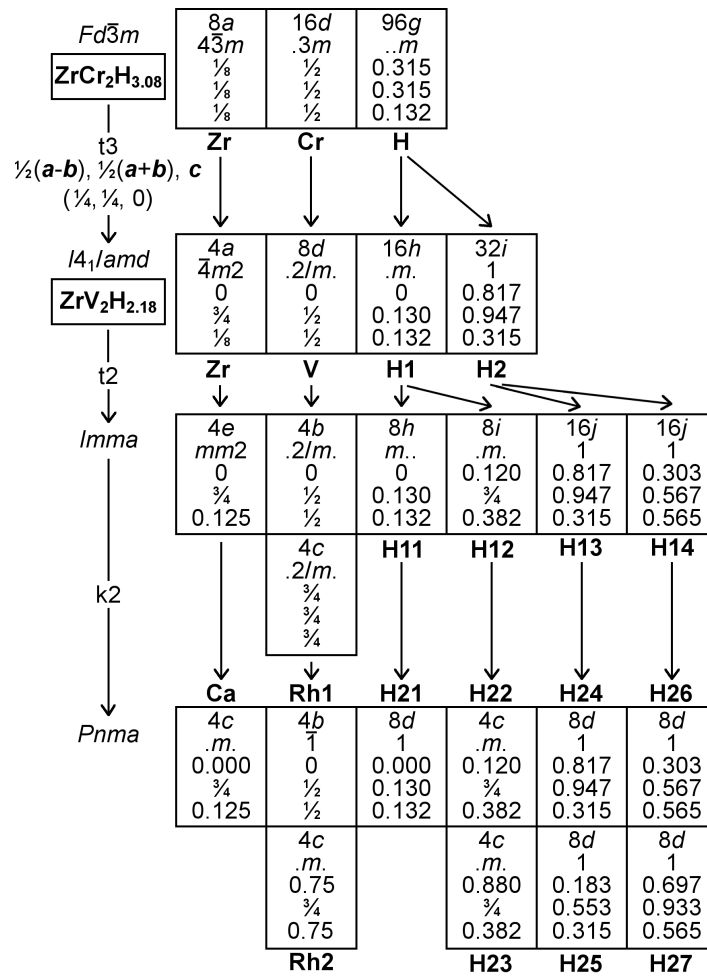 Fd3̅m
ZrCr₂H₃.₀₈
t3
½(a-b), ½(a+b), c
(¼, ¼, 0)
I4₁/amd
ZrV₂H₂.₁₈
t2
Imma
k2
Pnma
8a 16d 96g
4̅3m .3m ..m
⅛ ½ 0.315
⅛ ½ 0.315
⅛ ½ 0.132
Zr Cr H
4a 8d 16h 32i
4̅m2 .2/m. .m. 1
0 0 0 0.817
¾ ½ 0.130 0.947
⅛ ½ 0.132 0.315
Zr V H1 H2
4e 4b 8h 8i 16j 16j
mm2 .2/m. m.. .m. 1 1
0 0 0 0.120 0.817 0.303
¾ ½ 0.130 ¾ 0.947 0.567
0.125 ½ 0.132 0.382 0.315 0.565
4c H11 H12 H13 H14
.2/m.
¾
¾
¾
Ca Rh1 H21 H22 H24 H26
4c 4b 8d 4c 8d 8d
.m. 1̅ 1 .m. 1 1
0.000 0 0.000 0.120 0.817 0.303
¾ ½ 0.130 ¾ 0.947 0.567
0.125 ½ 0.132 0.382 0.315 0.565
4c 4c 8d 8d
.m. .m. 1 1
0.75 0.880 0.183 0.697
¾ ¾ 0.553 0.933
0.75 0.382 0.315 0.565
Rh2 H23 H25 H27